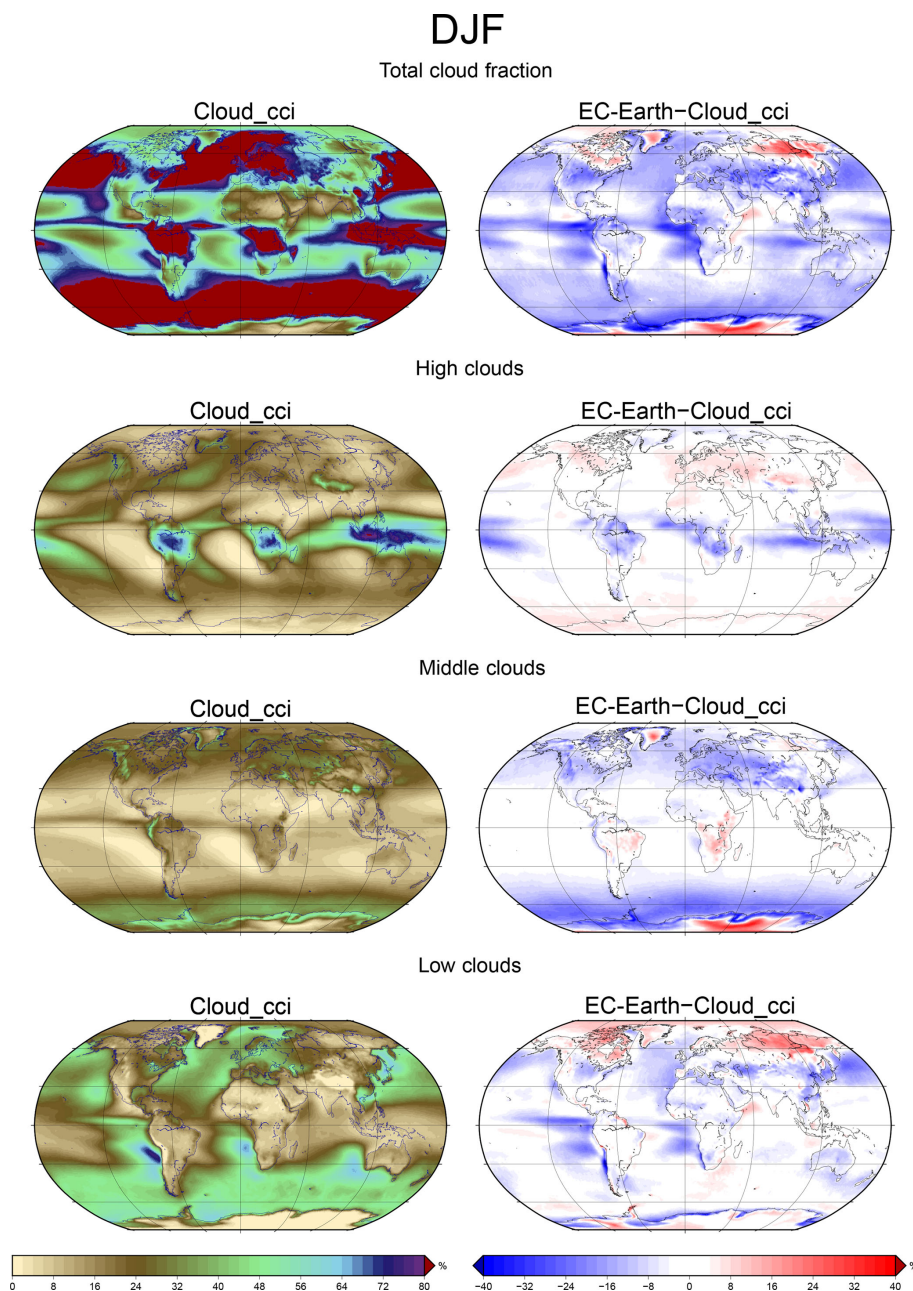 DJF
Total cloud fraction
Cloud_cci EC-Earth−Cloud_cci
High clouds
Cloud_cci EC-Earth−Cloud_cci
Middle clouds
Cloud_cci EC-Earth−Cloud_cci
Low clouds
Cloud_cci EC-Earth−Cloud_cci
0 8 16 24 32 40 48 56 64 72 80 % −40 −32 −24 −16 −8 0 8 16 24 32 40